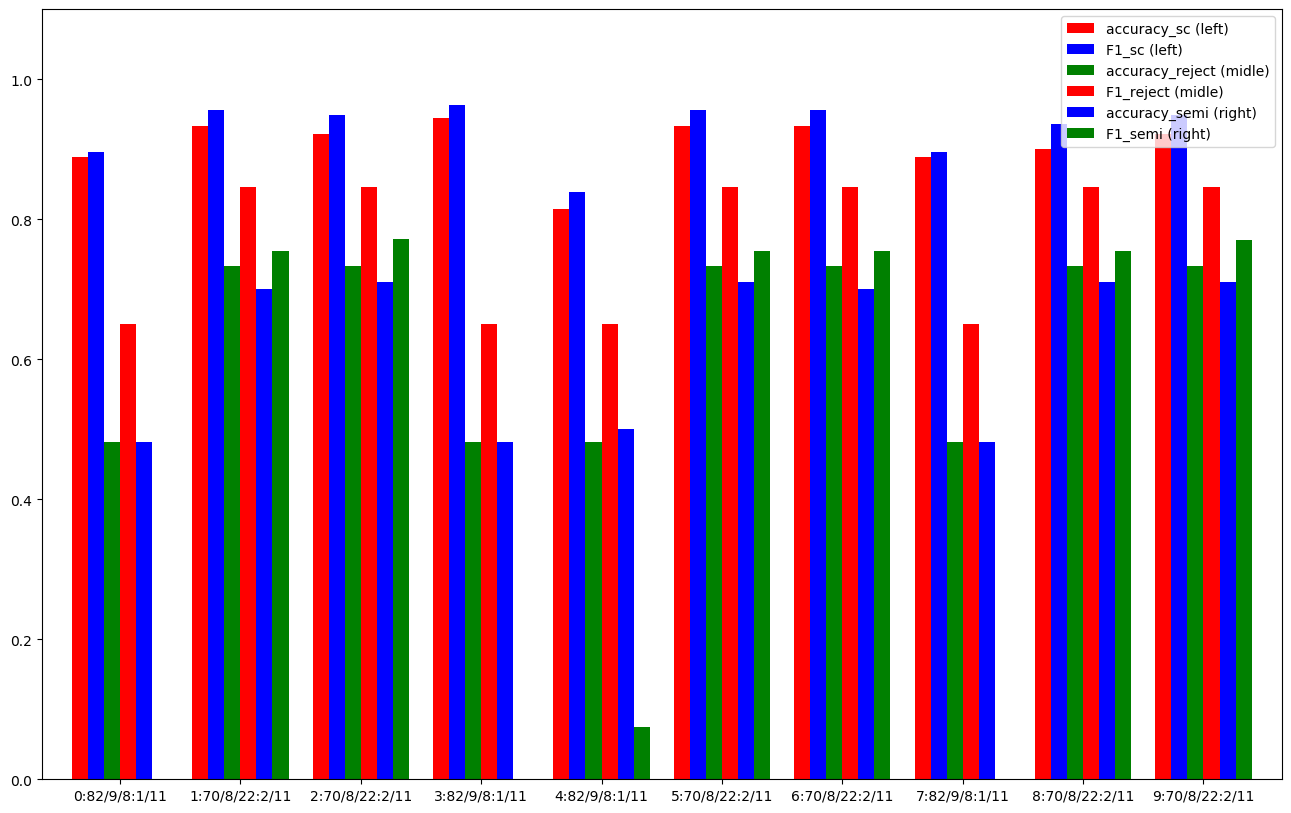 accuracy_sc (left)
F1_sc (left)
accuracy_reject (midle)
F1_reject (midle)
accuracy_semi (right)
F1_semi (right)
1.0
0.8
0.6
0.4
0.2
0.0
0:82/9/8:1/11 1:70/8/22:2/11 2:70/8/22:2/11 3:82/9/8:1/11 4:82/9/8:1/11 5:70/8/22:2/11 6:70/8/22:2/11 7:82/9/8:1/11 8:70/8/22:2/11 9:70/8/22:2/11